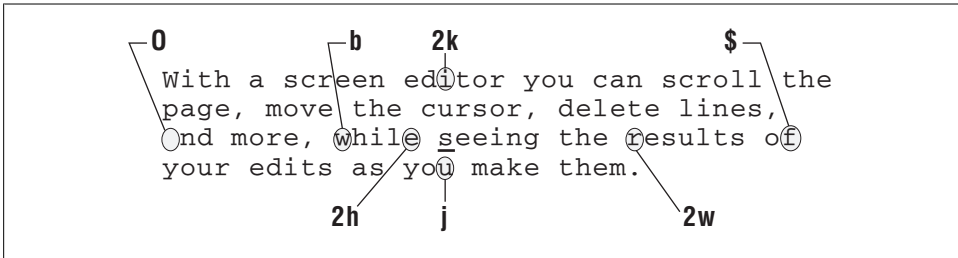 0 b 2k $
With a screen editor you can scroll the
page, move the cursor, delete lines,
nd more, while seeing the results of
your edits as you make them.
2h j 2w